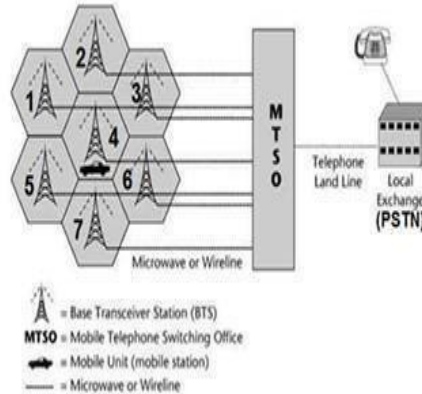 2
1
3
4
5
6
7
M
T
S
O
Telephone
Land Line
Local
Exchange
(PSTN)
Microwave or Wireline
= Base Transceiver Station (BTS)
MTSO = Mobile Telephone Switching Office
= Mobile Unit (mobile station)
= Microwave or Wireline